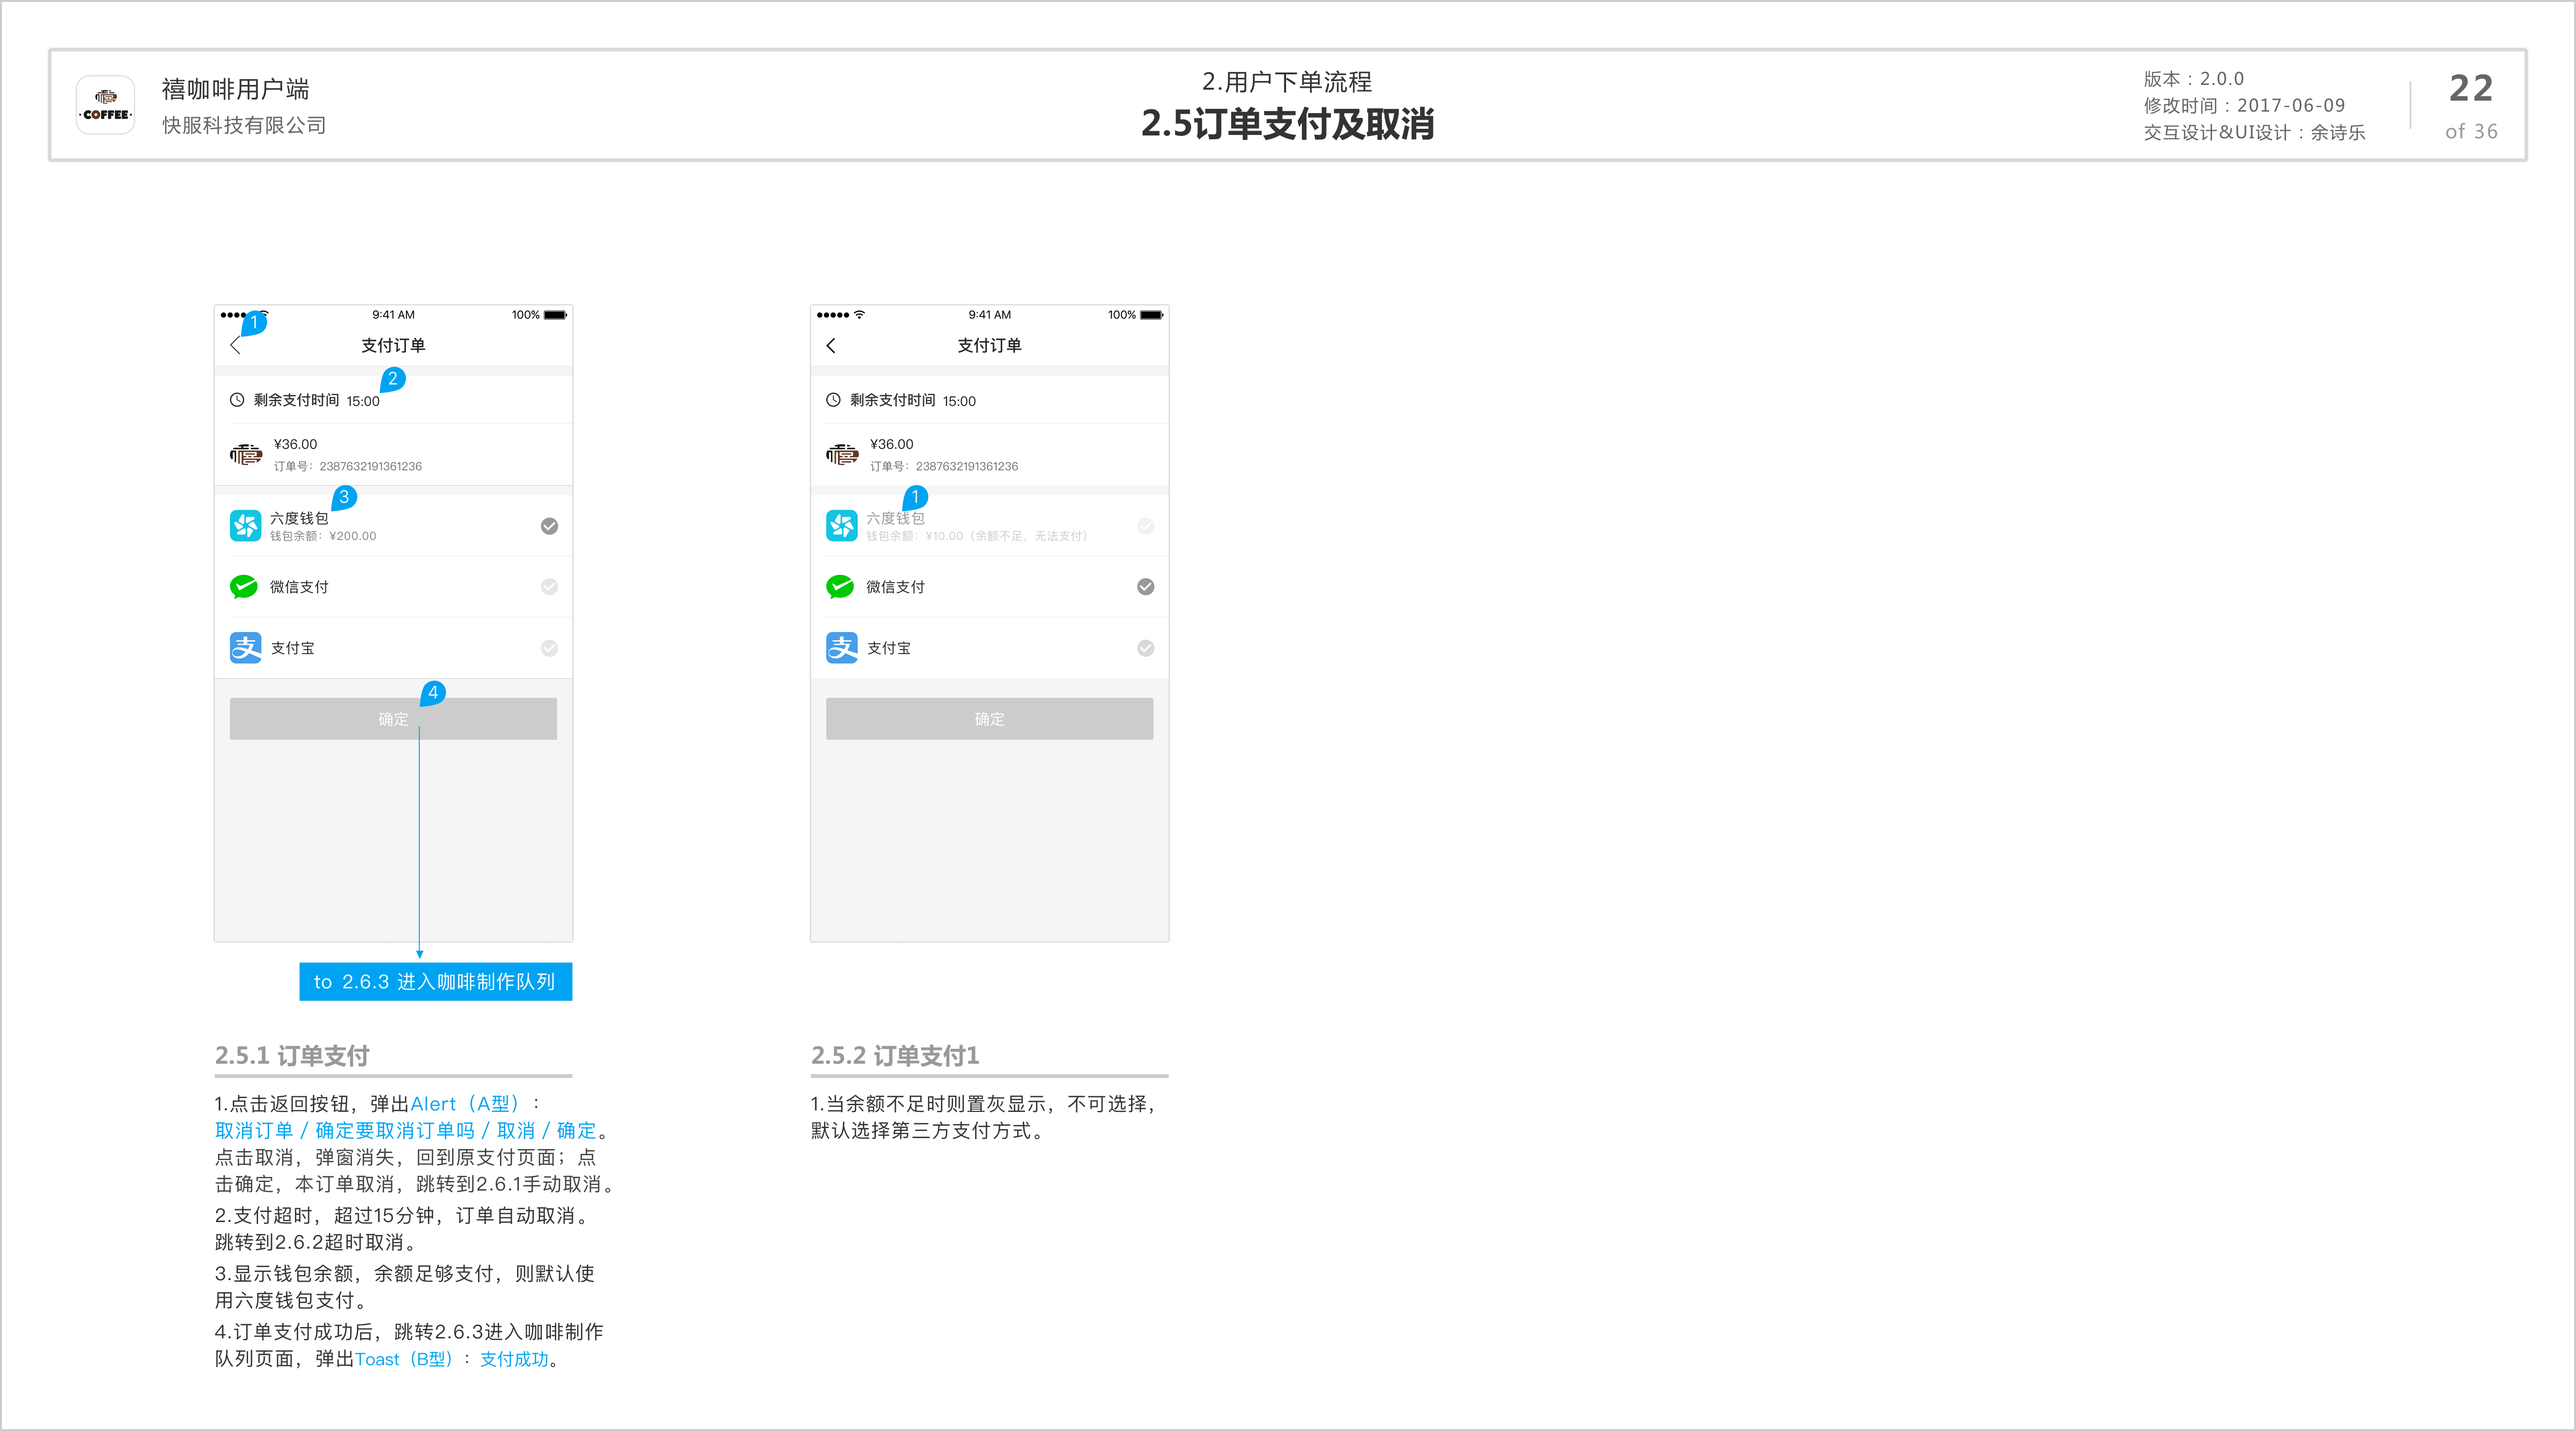 COFFEE
禧咖啡用户端
快服科技有限公司
2.用户下单流程
2.5订单支付及取消
版本：2.0.0
修改时间：2017-06-09
交互设计&UI设计：余诗乐
22
of 36
9:41 AM
100%
1
支付订单
2
剩余支付时间 15:00
¥36.00
订单号：2387632191361236
3
六度钱包
钱包余额：¥200.00
微信支付
支付宝
4
确定
to 2.6.3 进入咖啡制作队列
2.5.1 订单支付
1.点击返回按钮，弹出Alert（A型）：
取消订单 / 确定要取消订单吗 / 取消 / 确定。
点击取消，弹窗消失，回到原支付页面；点
击确定，本订单取消，跳转到2.6.1手动取消。
2.支付超时，超过15分钟，订单自动取消。
跳转到2.6.2超时取消。
3.显示钱包余额，余额足够支付，则默认使
用六度钱包支付。
4.订单支付成功后，跳转2.6.3进入咖啡制作
队列页面，弹出Toast（B型）：支付成功。
9:41 AM
100%
支付订单
剩余支付时间 15:00
¥36.00
订单号：2387632191361236
1
六度钱包
钱包余额：¥10.00（余额不足，无法支付）
微信支付
支付宝
确定
2.5.2 订单支付1
1.当余额不足时则置灰显示，不可选择，
默认选择第三方支付方式。